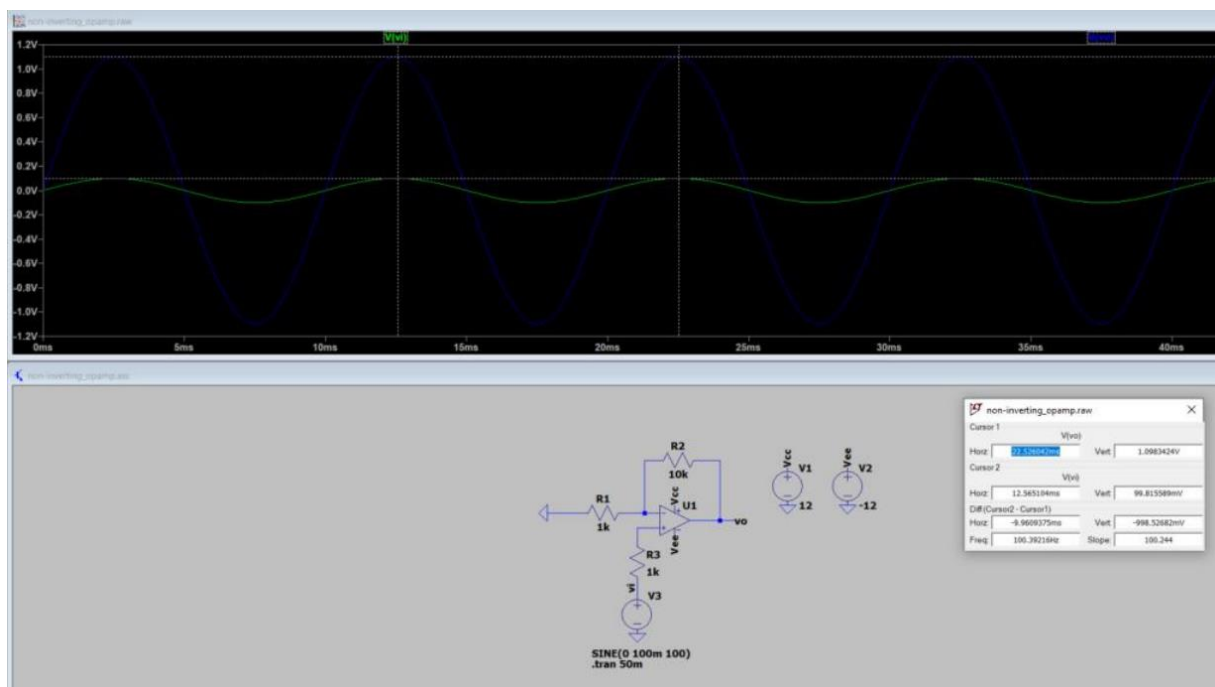 non-inverting_opamp.raw
V(vi)
1.2V
1.0V
0.8V
0.6V
0.4V
0.2V
0.0V
-0.2V
-0.4V
-0.6V
-0.8V
-1.0V
-1.2V
0ms 5ms 10ms 15ms 20ms 25ms 30ms 35ms 40ms
non-inverting_opamp.asc
R2
10k
R1
1k
Vcc
U1
Vee
vo
R3
1k
vi
V3
SINE(0 100m 100)
.tran 50m
Vcc
V1
12
Vee
V2
-12
non-inverting_opamp.raw
Cursor 1
V(vo)
Horz: 22.526042ms Vert: 1.0983424V
Cursor 2
V(vi)
Horz: 12.565104ms Vert: 99.815589mV
Diff (Cursor2 - Cursor1)
Horz: -9.9609375ms Vert: -998.52682mV
Freq: 100.39216Hz Slope: 100.244